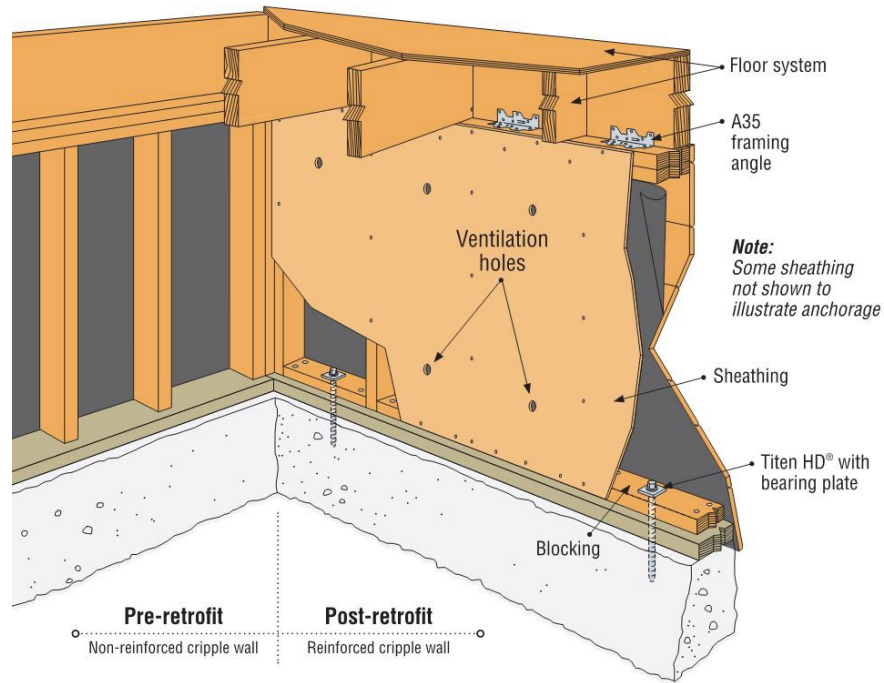 Floor system
A35
framing
angle
Ventilation
holes
Note:
Some sheathing
not shown to
illustrate anchorage
Sheathing
Titen HD® with
bearing plate
Blocking
Pre-retrofit
Non-reinforced cripple wall
Post-retrofit
Reinforced cripple wall